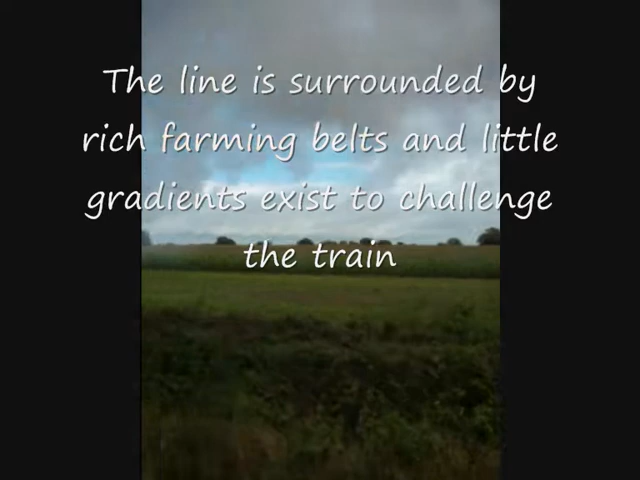 The line is surrounded by
rich farming belts and little
gradients exist to challenge
the train